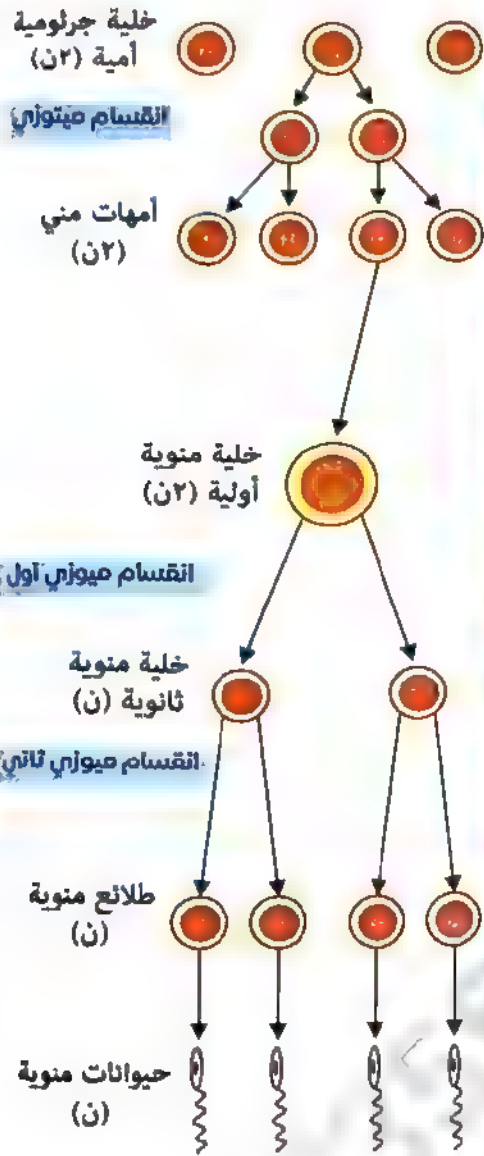 خلية جرثومية
أمية (٢ن)
انقسام ميتوزي
أمهات مني
(٢ن)
خلية منوية
أولية (٢ن)
انقسام ميوزي أول
خلية منوية
ثانوية (ن)
انقسام ميوزي ثاني
طلائع منوية
(ن)
حيوانات منوية
(ن)